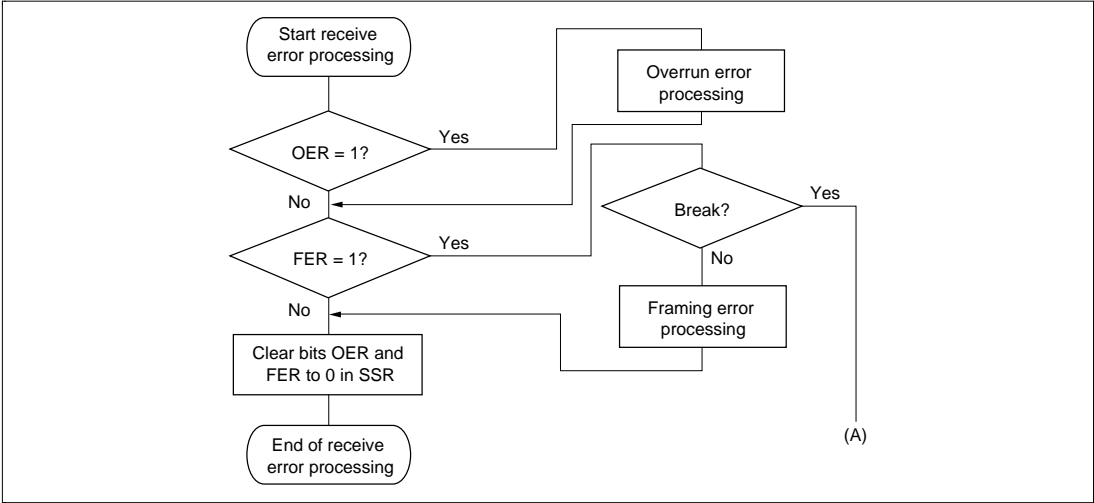 Start receive
error processing
OER = 1?
Yes
Overrun error
processing
No
FER = 1?
Yes
Break?
Yes
No
Framing error
processing
No
Clear bits OER and
FER to 0 in SSR
End of receive
error processing
(A)